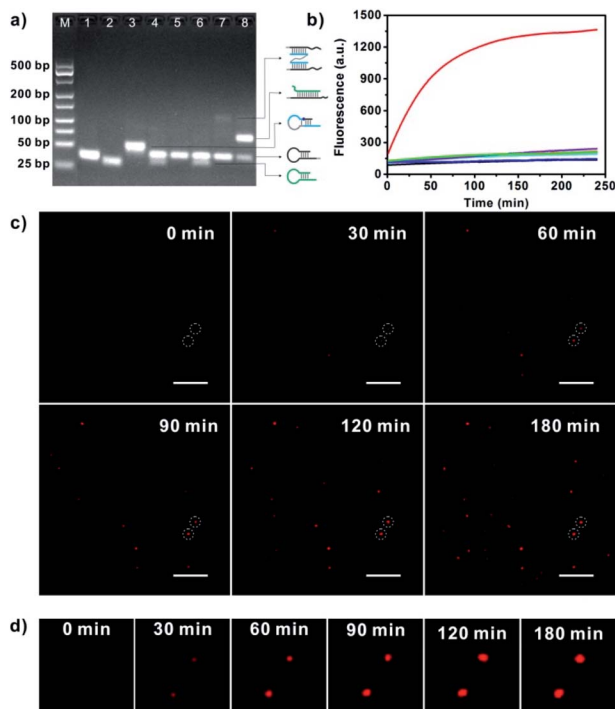 a) M 1 2 3 4 5 6 7 8
500 bp
200 bp
100 bp
50 bp
25 bp
b)
Fluorescence (a.u.)
1500
1200
900
600
300
0
0 50 100 150 200 250
Time (min)
c)
0 min 30 min 60 min
90 min 120 min 180 min
d)
0 min 30 min 60 min 90 min 120 min 180 min